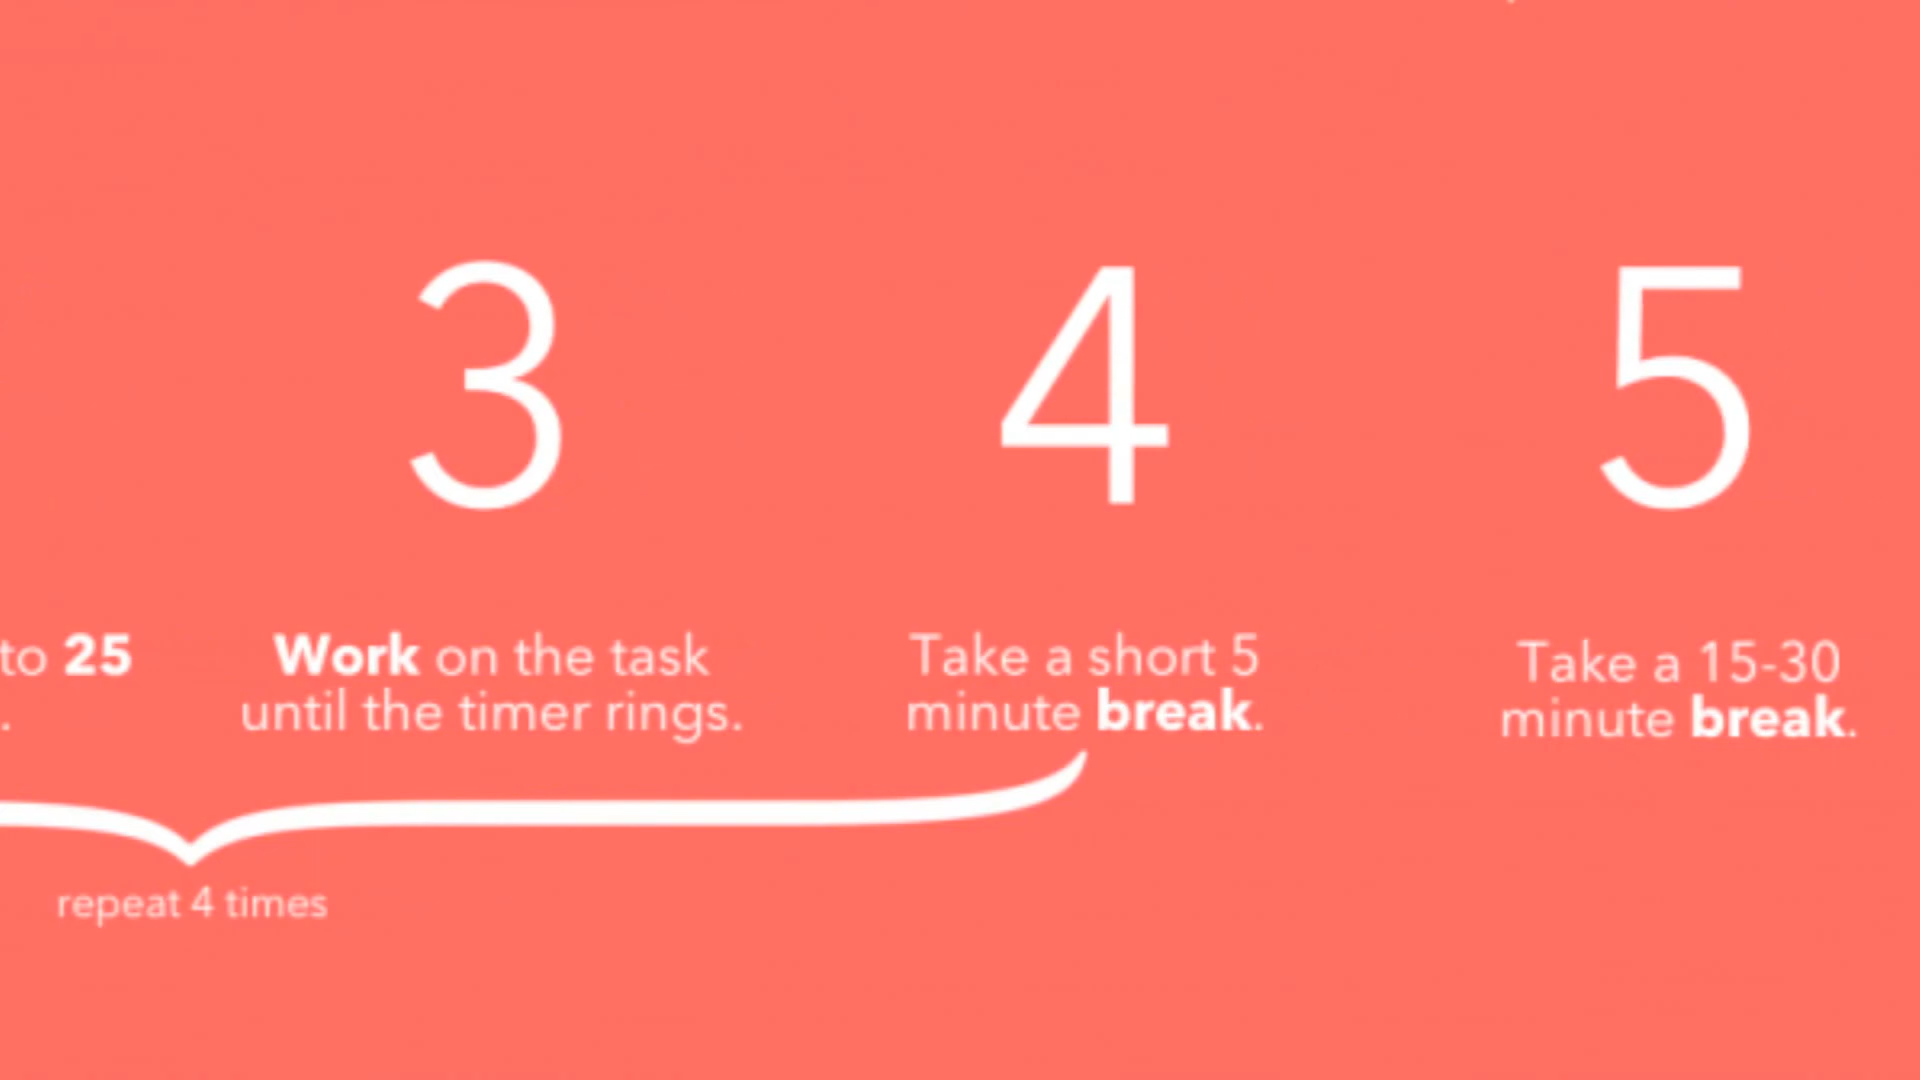 3
4
5
to 25
.
Work on the task
until the timer rings.
Take a short 5
minute break.
Take a 15-30
minute break.
repeat 4 times